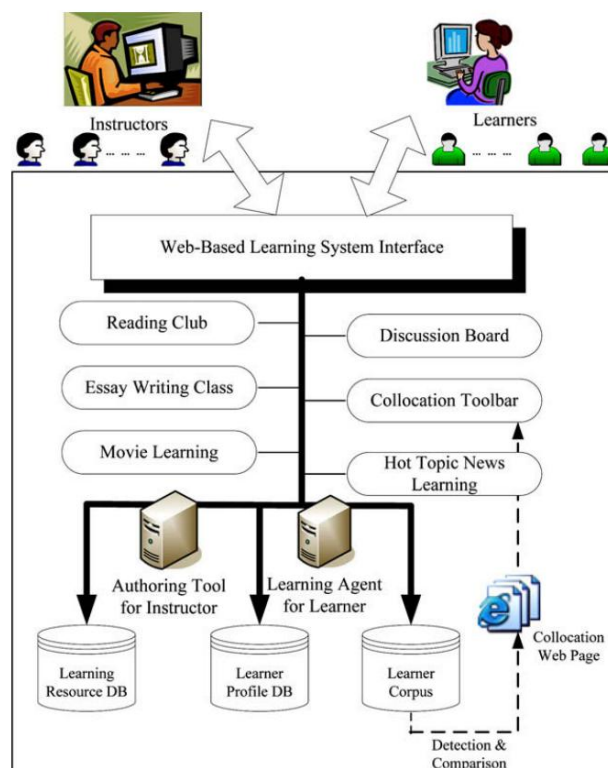 Instructors
Learners
... ...
... ...
Web-Based Learning System Interface
Reading Club
Discussion Board
Essay Writing Class
Collocation Toolbar
Movie Learning
Hot Topic News
Learning
Authoring Tool
for Instructor
Learning Agent
for Learner
Collocation
Web Page
Learning
Resource DB
Learner
Profile DB
Learner
Corpus
Detection &
Comparison